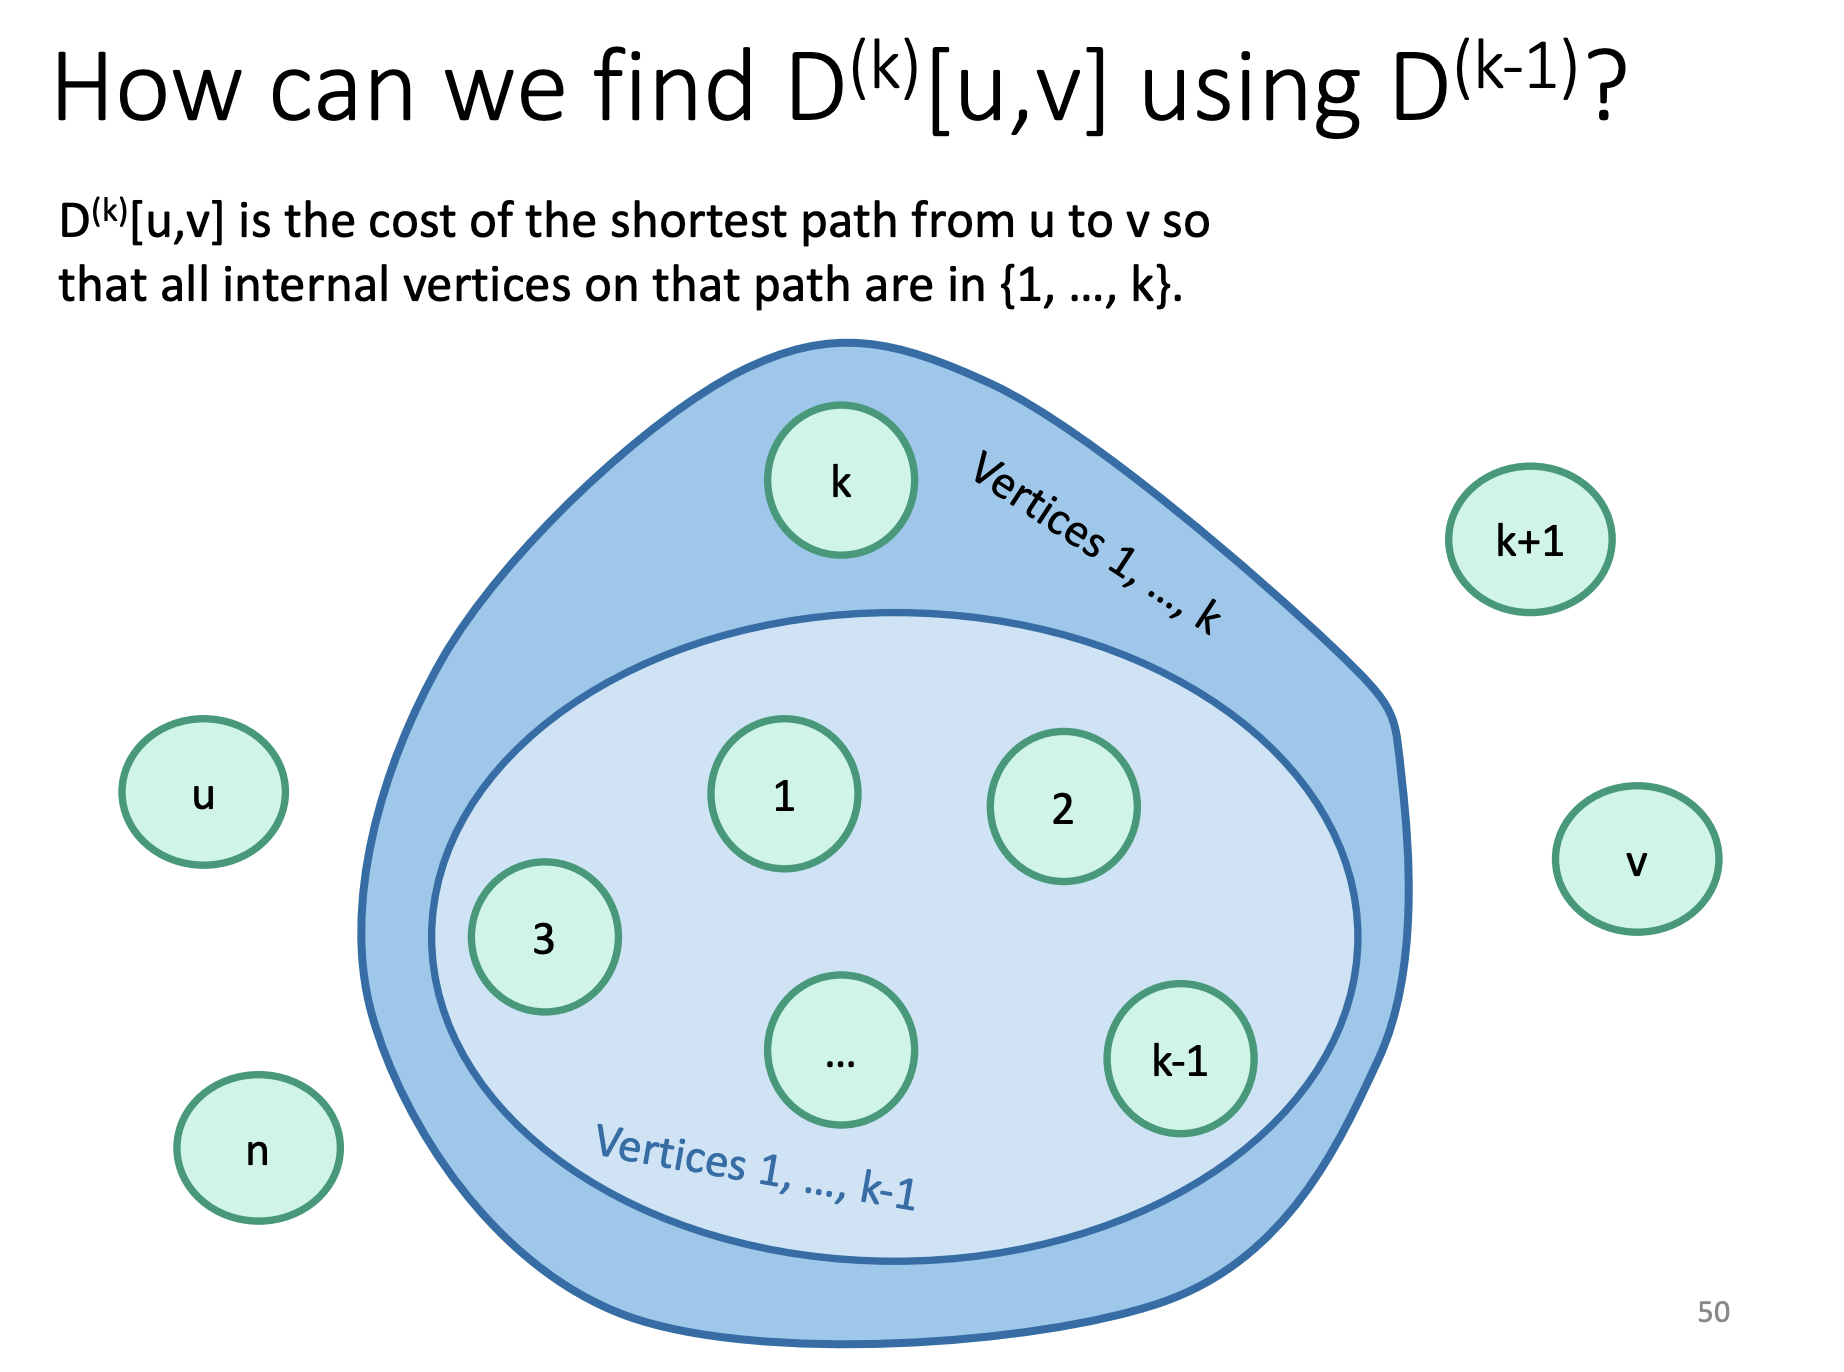 How can we find D⁽ᵏ⁾[u,v] using D⁽ᵏ⁻¹⁾?
D⁽ᵏ⁾[u,v] is the cost of the shortest path from u to v so
that all internal vertices on that path are in {1, ..., k}.
k
Vertices 1, ..., k
k+1
u
1
2
v
3
...
k-1
n
Vertices 1, ..., k-1
50